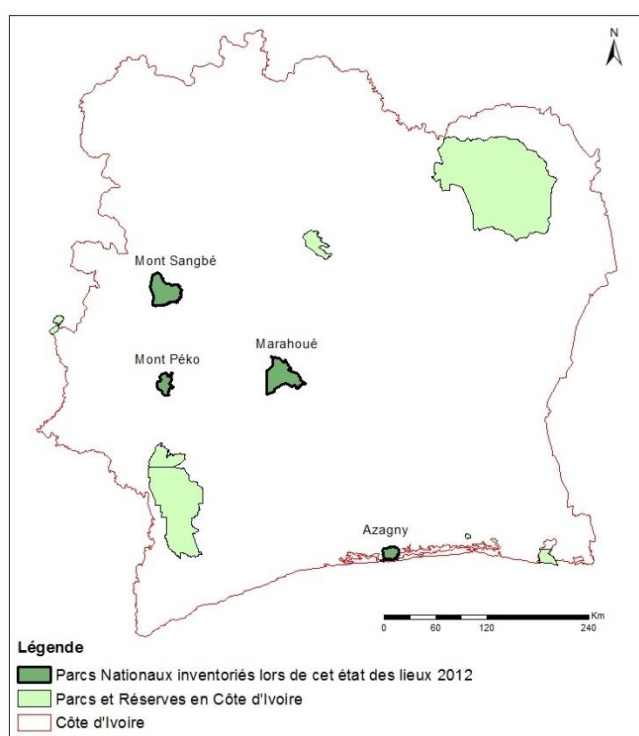 N
Mont Sangbé
Mont Péko
Marahoué
Azagny
Km
0 60 120 240
Légende
Parcs Nationaux inventoriés lors de cet état des lieux 2012
Parcs et Réserves en Côte d'Ivoire
Côte d'Ivoire